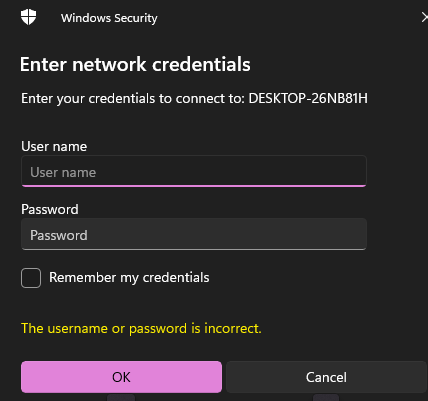 Windows Security
Enter network credentials
Enter your credentials to connect to: DESKTOP-26NB81H
User name
User name
Password
Password
Remember my credentials
The username or password is incorrect.
OK
Cancel